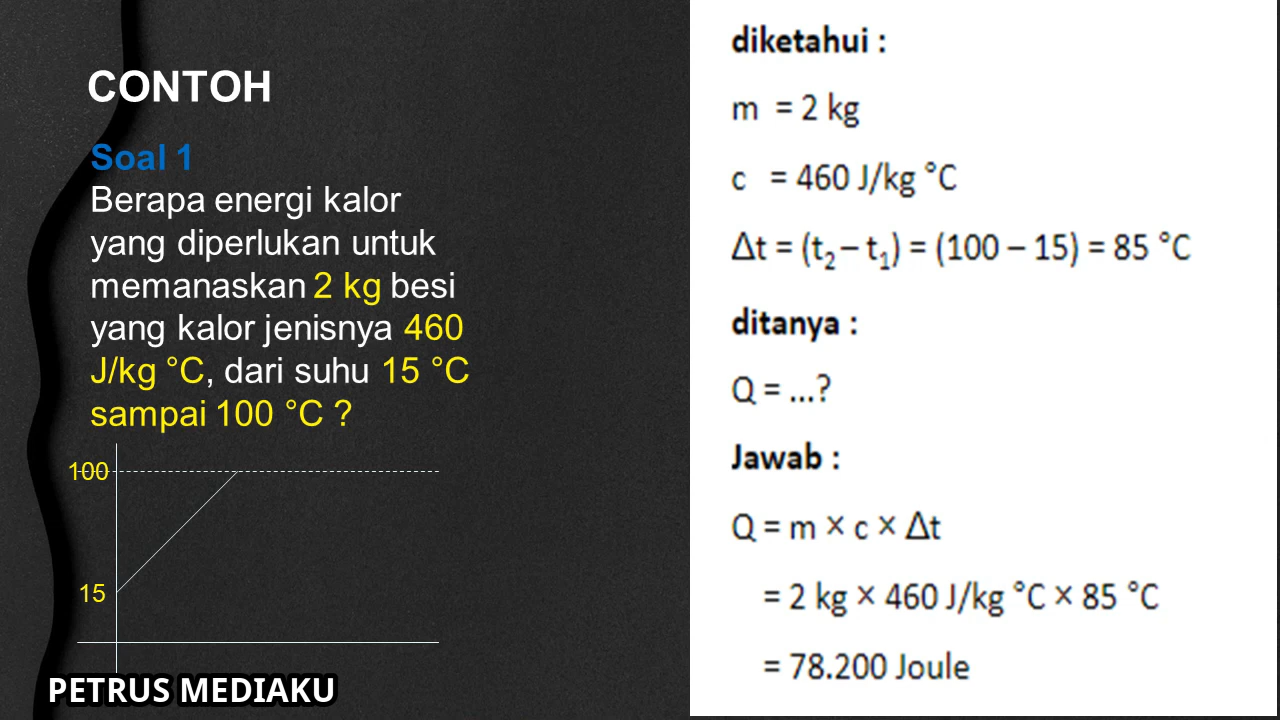 CONTOH
Soal 1
Berapa energi kalor
yang diperlukan untuk
memanaskan 2 kg besi
yang kalor jenisnya 460
J/kg °C, dari suhu 15 °C
sampai 100 °C ?
100
15
PETRUS MEDIAKU
diketahui :
m = 2 kg
c = 460 J/kg °C
Δt = (t₂ – t₁) = (100 – 15) = 85 °C
ditanya :
Q = ...?
Jawab :
Q = m × c × Δt
= 2 kg × 460 J/kg °C × 85 °C
= 78.200 Joule